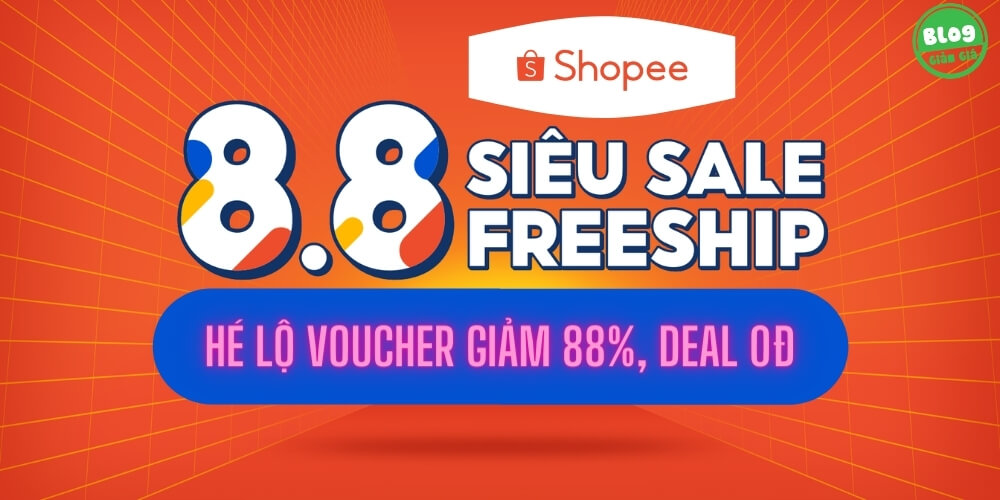 BLOG
Giảm Giá
S
Shopee
8.8
SIÊU SALE
FREESHIP
HÉ LỘ VOUCHER GIẢM 88%, DEAL 0Đ